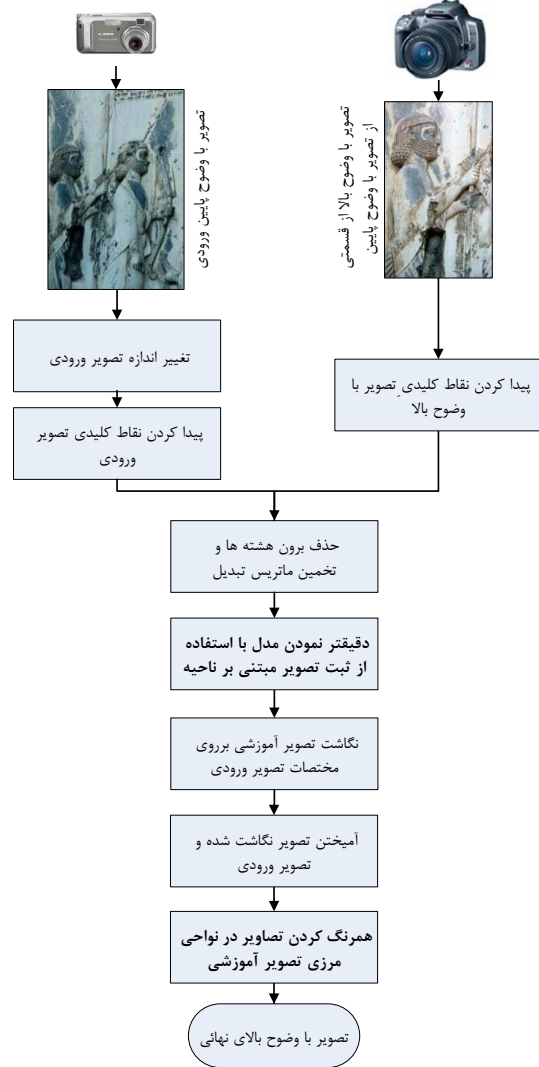 تصویر با وضوح پایین ورودی
تصویر با وضوح بالا از قسمتی
از تصویر با وضوح پایین
تغییر اندازه تصویر ورودی
پیدا کردن نقاط کلیدی تصویر
ورودی
پیدا کردن نقاط کلیدیِ تصویر با
وضوح بالا
حذف برون هشته ها و
تخمین ماتریس تبدیل
دقیقتر نمودن مدل با استفاده
از ثبت تصویر مبتنی بر ناحیه
نگاشت تصویر آموزشی برروی
مختصات تصویر ورودی
آمیختن تصویر نگاشت شده و
تصویر ورودی
همرنگ کردن تصاویر در نواحی
مرزی تصویر آموزشی
تصویر با وضوح بالای نهائی